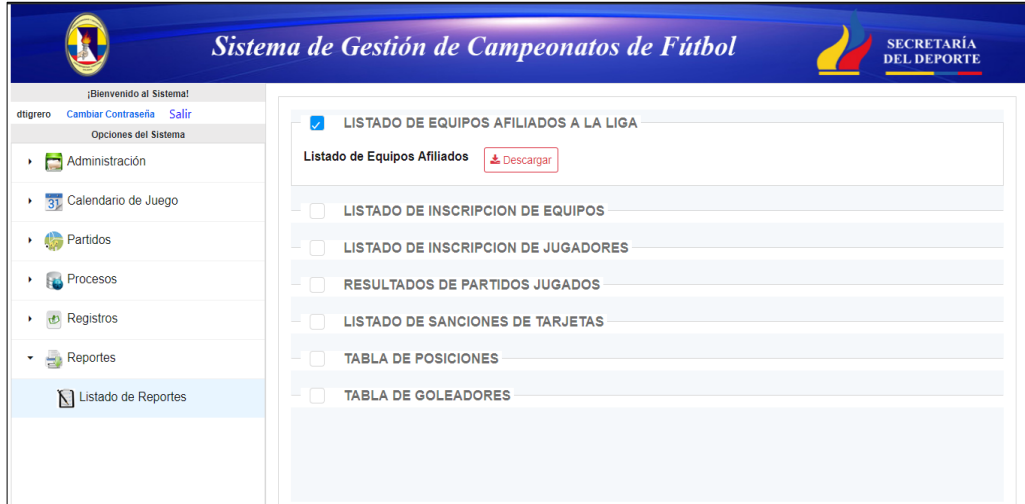 Sistema de Gestión de Campeonatos de Fútbol
SECRETARÍA
DEL DEPORTE
¡Bienvenido al Sistema!
dtigrero Cambiar Contraseña Salir
Opciones del Sistema
Administración
31 Calendario de Juego
Partidos
Procesos
Registros
Reportes
Listado de Reportes
LISTADO DE EQUIPOS AFILIADOS A LA LIGA
Listado de Equipos Afiliados Descargar
LISTADO DE INSCRIPCION DE EQUIPOS
LISTADO DE INSCRIPCION DE JUGADORES
RESULTADOS DE PARTIDOS JUGADOS
LISTADO DE SANCIONES DE TARJETAS
TABLA DE POSICIONES
TABLA DE GOLEADORES